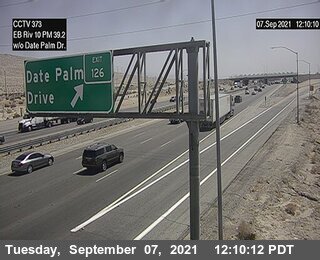 CCTV 373
EB Riv 10 PM 39.2
w/o Date Palm Dr.
07.Sep.2021 12:10:10
Date Palm
Drive
EXIT
126
Tuesday, September 07, 2021 12:10:12 PDT